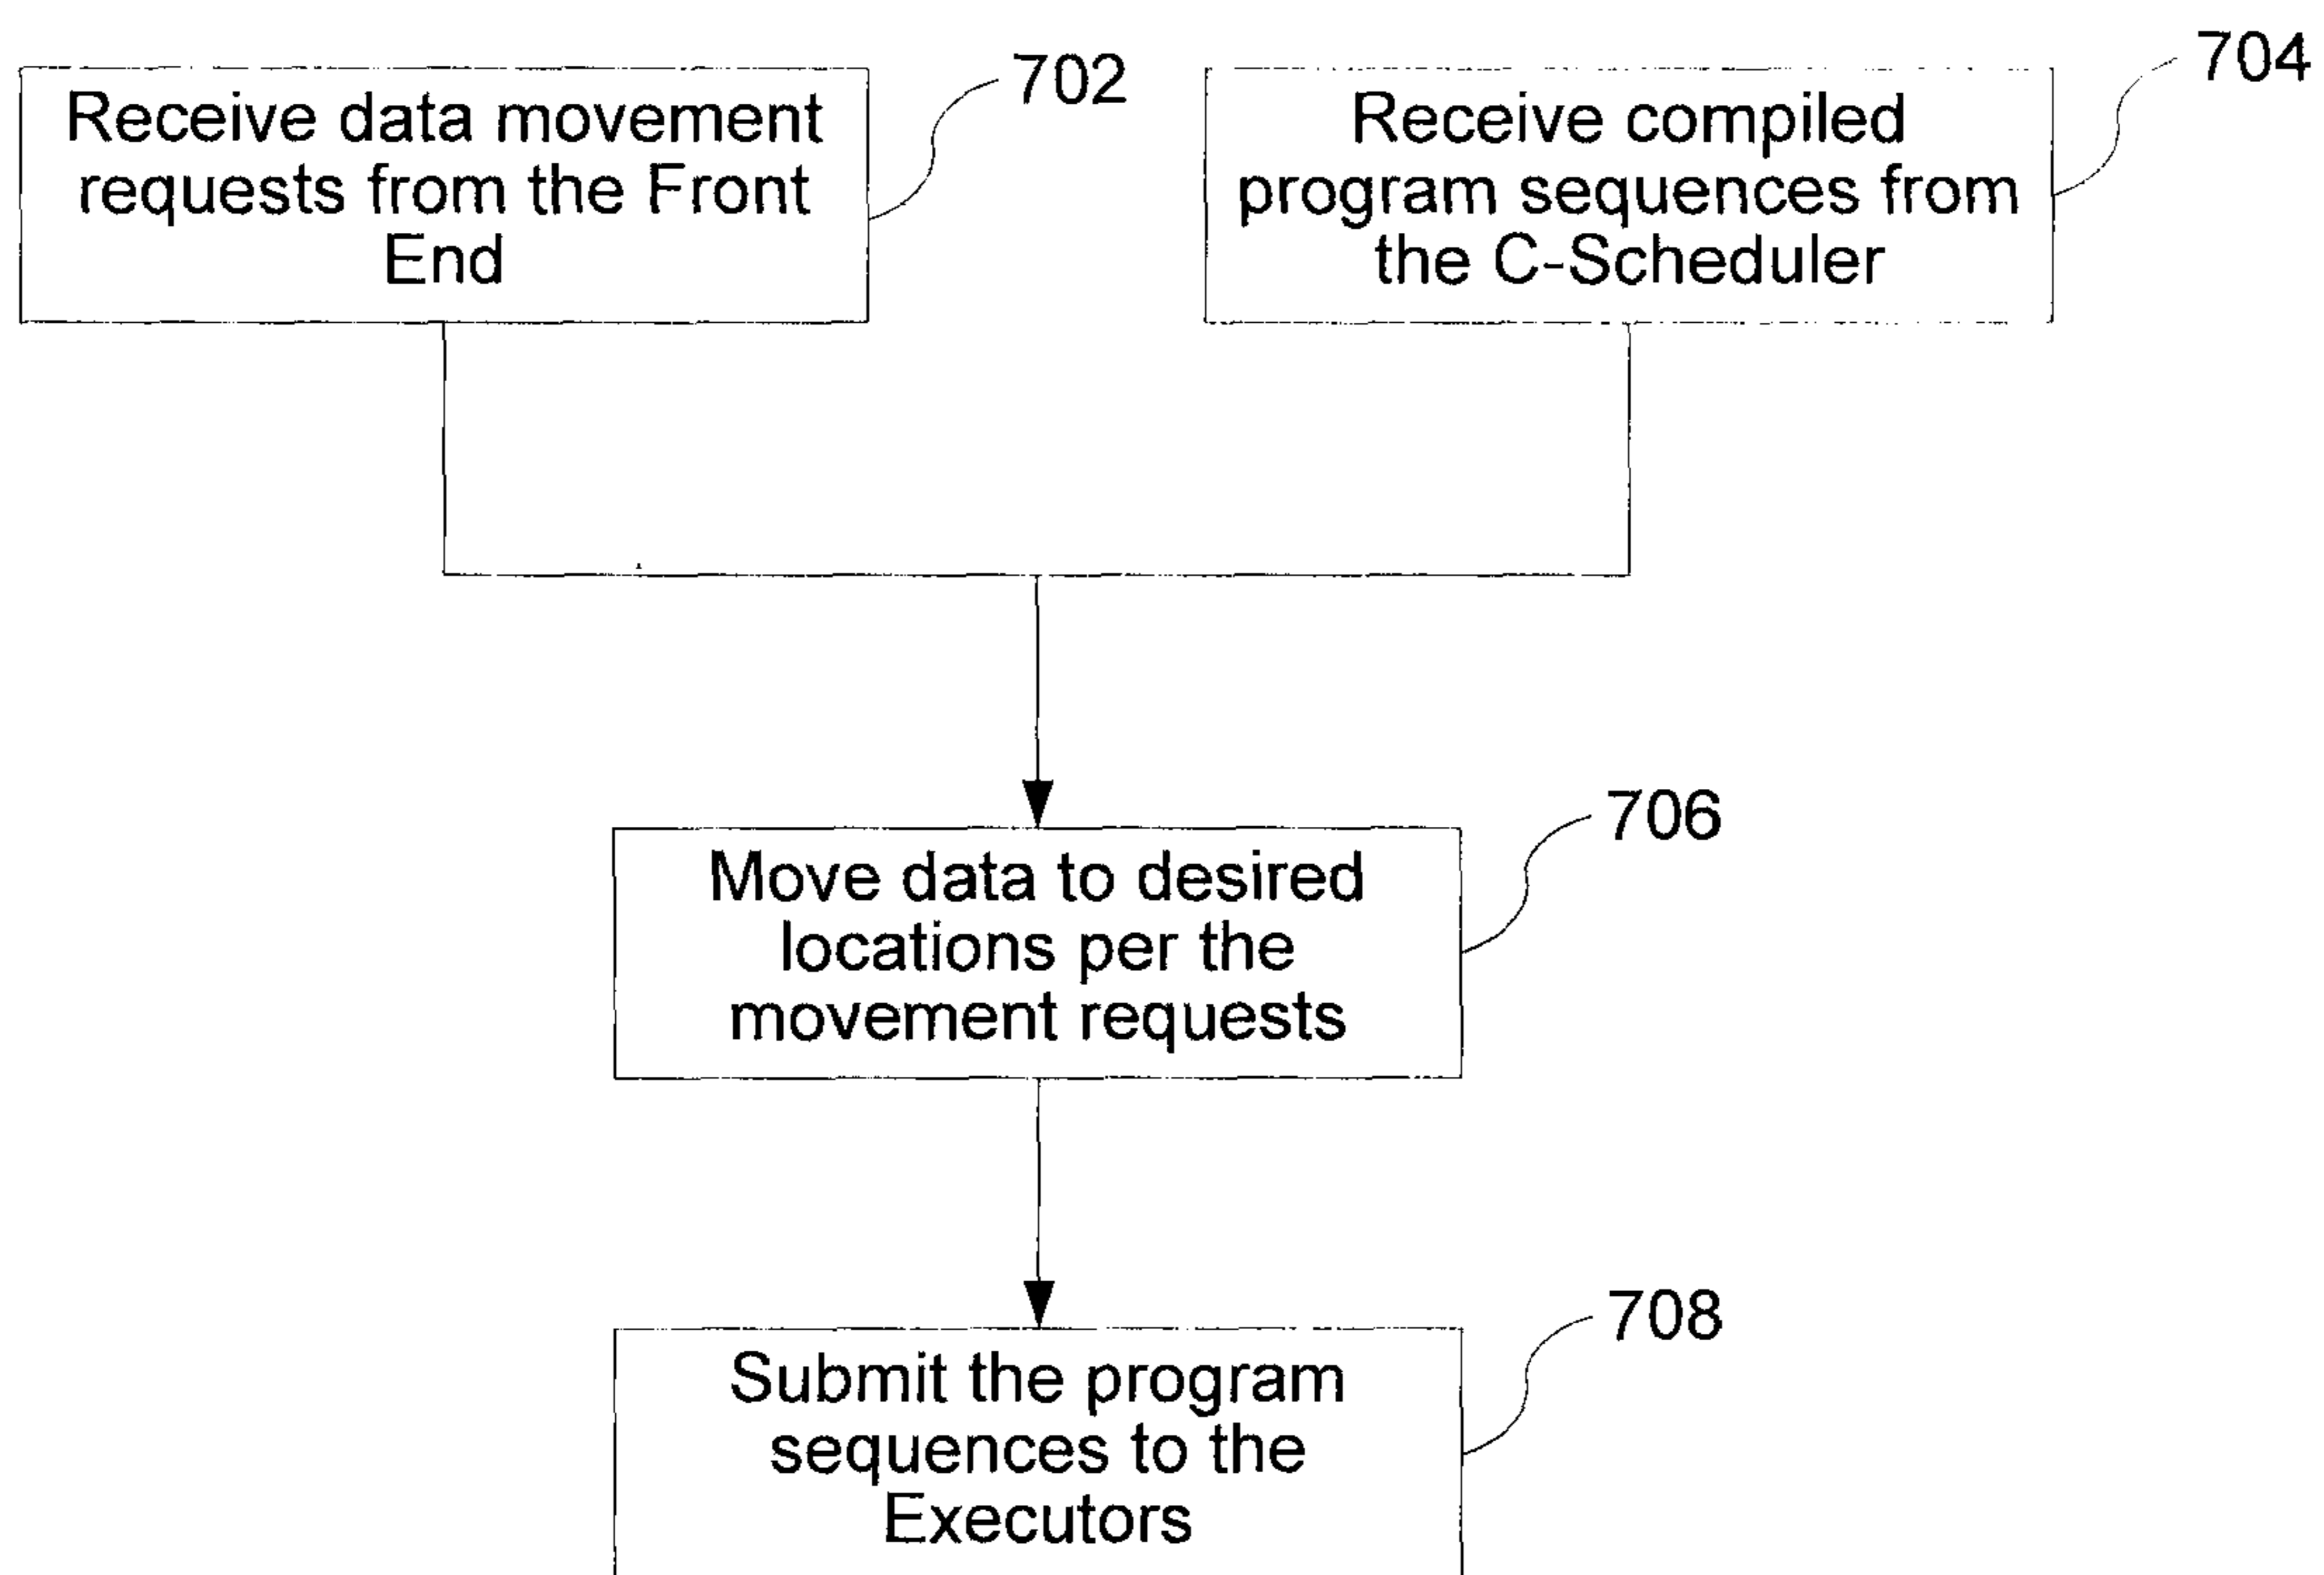 Receive data movement
requests from the Front
End
702
Receive compiled
program sequences from
the C-Scheduler
704
Move data to desired
locations per the
movement requests
706
Submit the program
sequences to the
Executors
708